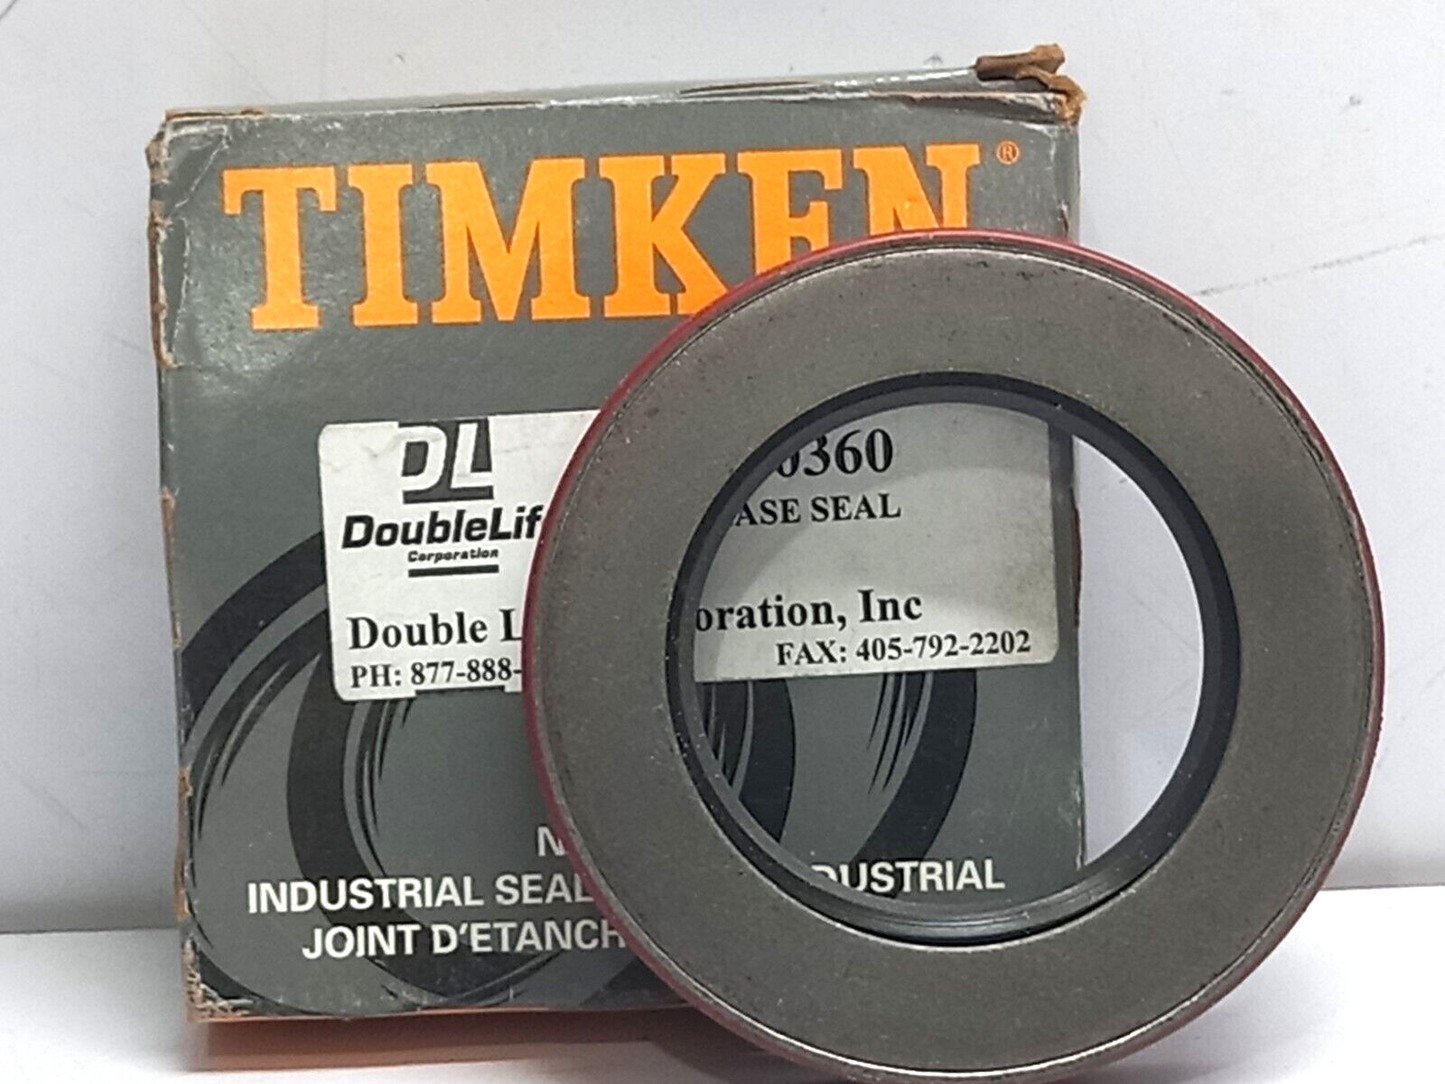 TIMKEN®
DL
0360
ASE SEAL
DoubleLif
Corporation
Double L oration, Inc
PH: 877-888- FAX: 405-792-2202
N
INDUSTRIAL SEAL DUSTRIAL
JOINT D'ETANCH